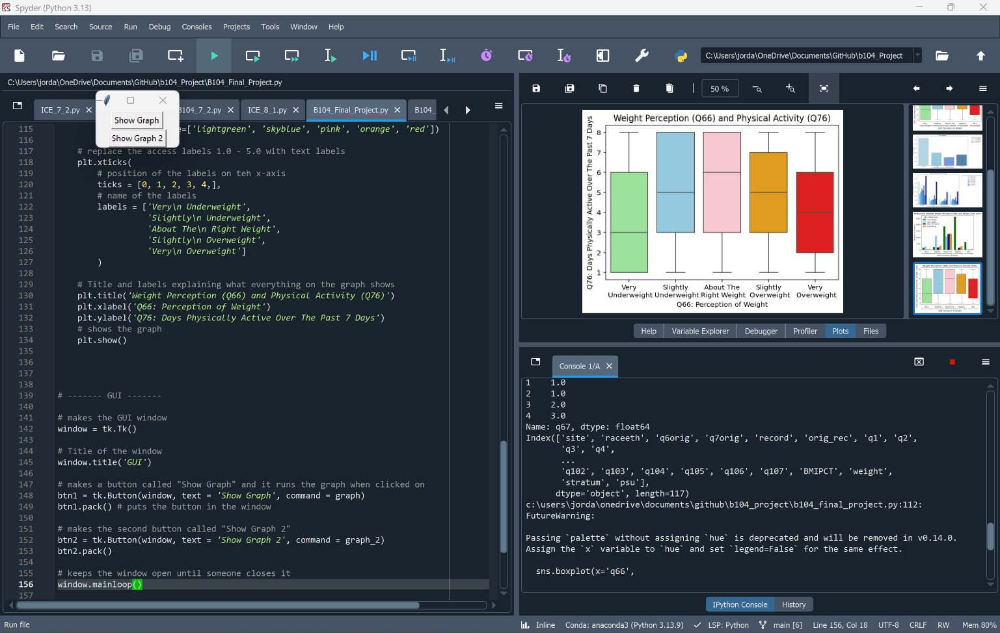 Spyder (Python 3.13)
File Edit Search Source Run Debug Consoles Projects Tools Window Help
C:\Users\jorda\OneDrive\Documents\GitHub\b104_Project
C:\Users\jorda\OneDrive\Documents\GitHub\b104_Project\B104_Final_Project.py
ICE_7_2.py
B104_7_2.py
ICE_8_1.py
B104_Final_Project.py
B104_
Show Graph
Show Graph 2
115 e=['lightgreen', 'skyblue', 'pink', 'orange', 'red'])
116
117 # replace the access labels 1.0 - 5.0 with text labels
118 plt.xticks(
119 # position of the labels on teh x-axis
120 ticks = [0, 1, 2, 3, 4,],
121 # name of the labels
122 labels = ['Very\n Underweight',
123 'Slightly\n Underweight',
124 'About The\n Right Weight',
125 'Slightly\n Overweight',
126 'Very\n Overweight']
127 )
128
129 # Title and labels explaining what everything on the graph shows
130 plt.title('Weight Perception (Q66) and Physical Activity (Q76)')
131 plt.xlabel('Q66: Perception of Weight')
132 plt.ylabel('Q76: Days Physically Active Over The Past 7 Days')
133 # shows the graph
134 plt.show()
135
136
137
138
139 # ------- GUI -------
140
141 # makes the GUI window
142 window = tk.Tk()
143
144 # Title of the window
145 window.title('GUI')
146
147 # makes a button called "Show Graph" and it runs the graph when clicked on
148 btn1 = tk.Button(window, text = 'Show Graph', command = graph)
149 btn1.pack() # puts the button in the window
150
151 # makes the second button called "Show Graph 2"
152 btn2 = tk.Button(window, text = 'Show Graph 2', command = graph_2)
153 btn2.pack()
154
155 # keeps the window open until someone closes it
156 window.mainloop()
157
50 %
Weight Perception (Q66) and Physical Activity (Q76)
Q76: Days Physically Active Over The Past 7 Days
8
7
6
5
4
3
2
1
Very Underweight
Slightly Underweight
About The Right Weight
Slightly Overweight
Very Overweight
Q66: Perception of Weight
Help Variable Explorer Debugger Profiler Plots Files
Console 1/A
1 1.0
2 1.0
3 2.0
4 3.0
Name: q67, dtype: float64
Index(['site', 'raceeth', 'q6orig', 'q7orig', 'record', 'orig_rec', 'q1', 'q2',
'q3', 'q4',
...
'q102', 'q103', 'q104', 'q105', 'q106', 'q107', 'BMIPCT', 'weight',
'stratum', 'psu'],
dtype='object', length=117)
c:\users\jorda\onedrive\documents\github\b104_project\b104_final_project.py:112:
FutureWarning:
Passing `palette` without assigning `hue` is deprecated and will be removed in v0.14.0.
Assign the `x` variable to `hue` and set `legend=False` for the same effect.
sns.boxplot(x='q66',
IPython Console History
Run file
Inline Conda: anaconda3 (Python 3.13.9) LSP: Python main [6] Line 156, Col 18 UTF-8 CRLF RW Mem 80%